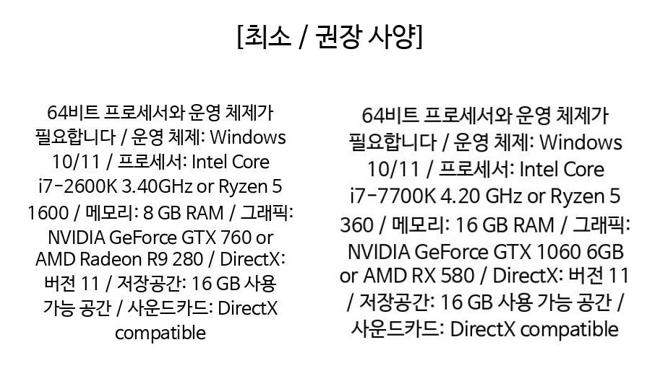 [최소 / 권장 사양]
64비트 프로세서와 운영 체제가
필요합니다 / 운영 체제: Windows
10/11 / 프로세서: Intel Core
i7-2600K 3.40GHz or Ryzen 5
1600 / 메모리: 8 GB RAM / 그래픽:
NVIDIA GeForce GTX 760 or
AMD Radeon R9 280 / DirectX:
버전 11 / 저장공간: 16 GB 사용
가능 공간 / 사운드카드: DirectX
compatible
64비트 프로세서와 운영 체제가
필요합니다 / 운영 체제: Windows
10/11 / 프로세서: Intel Core
i7-7700K 4.20 GHz or Ryzen 5
360 / 메모리: 16 GB RAM / 그래픽:
NVIDIA GeForce GTX 1060 6GB
or AMD RX 580 / DirectX: 버전 11
/ 저장공간: 16 GB 사용 가능 공간 /
사운드카드: DirectX compatible